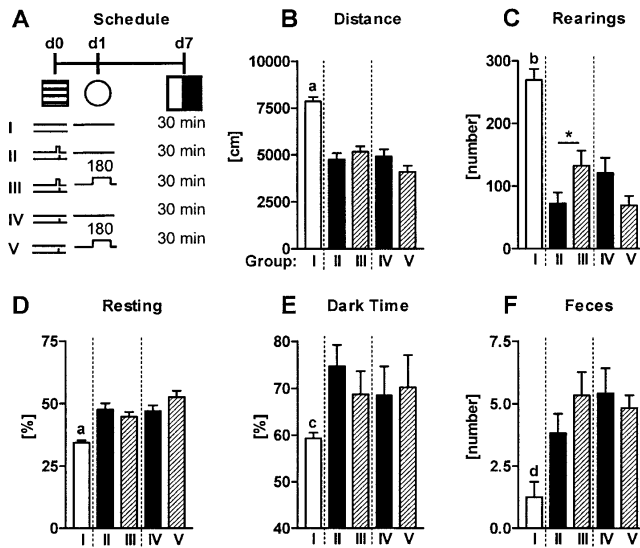 A Schedule
d0 d1 d7
I 30 min
II 30 min
180
III 30 min
IV 30 min
180
V 30 min
B Distance
[cm]
10000
7500
5000
2500
0
a
Group: I II III IV V
C Rearings
[number]
300
200
100
0
b
*
I II III IV V
D Resting
[%]
75
50
25
0
a
I II III IV V
E Dark Time
[%]
80
70
60
50
40
c
I II III IV V
F Feces
[number]
7.5
5.0
2.5
0.0
d
I II III IV V